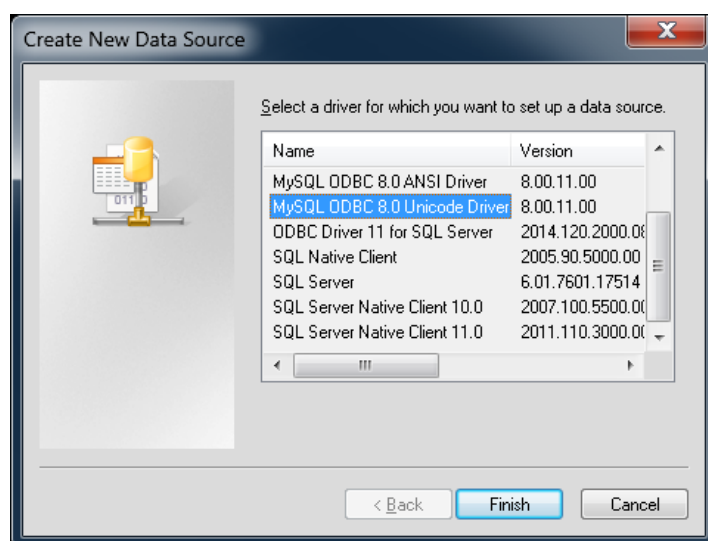 Create New Data Source
Select a driver for which you want to set up a data source.
Name Version
MySQL ODBC 8.0 ANSI Driver 8.00.11.00
MySQL ODBC 8.0 Unicode Driver 8.00.11.00
ODBC Driver 11 for SQL Server 2014.120.2000.08
SQL Native Client 2005.90.5000.00
SQL Server 6.01.7601.17514
SQL Server Native Client 10.0 2007.100.5500.00
SQL Server Native Client 11.0 2011.110.3000.00
< Back Finish Cancel